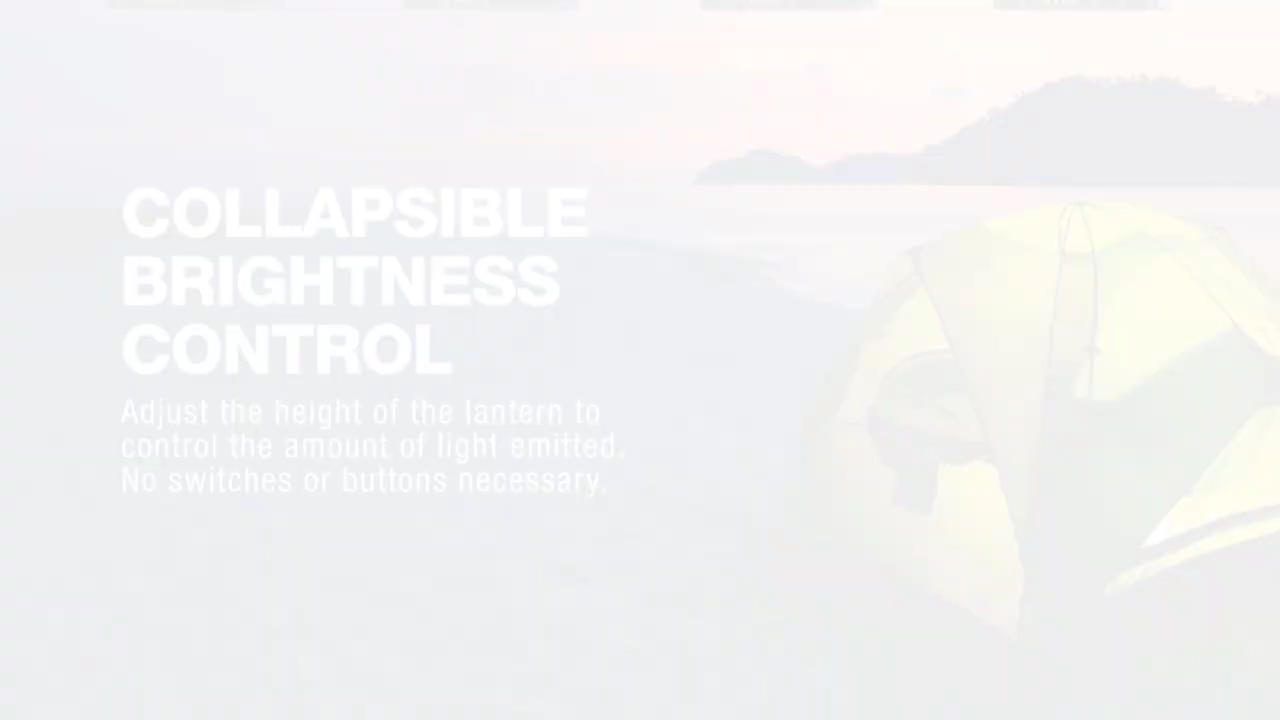 COLLAPSIBLE
BRIGHTNESS
CONTROL
Adjust the height of the lantern to
control the amount of light emitted.
No switches or buttons necessary.